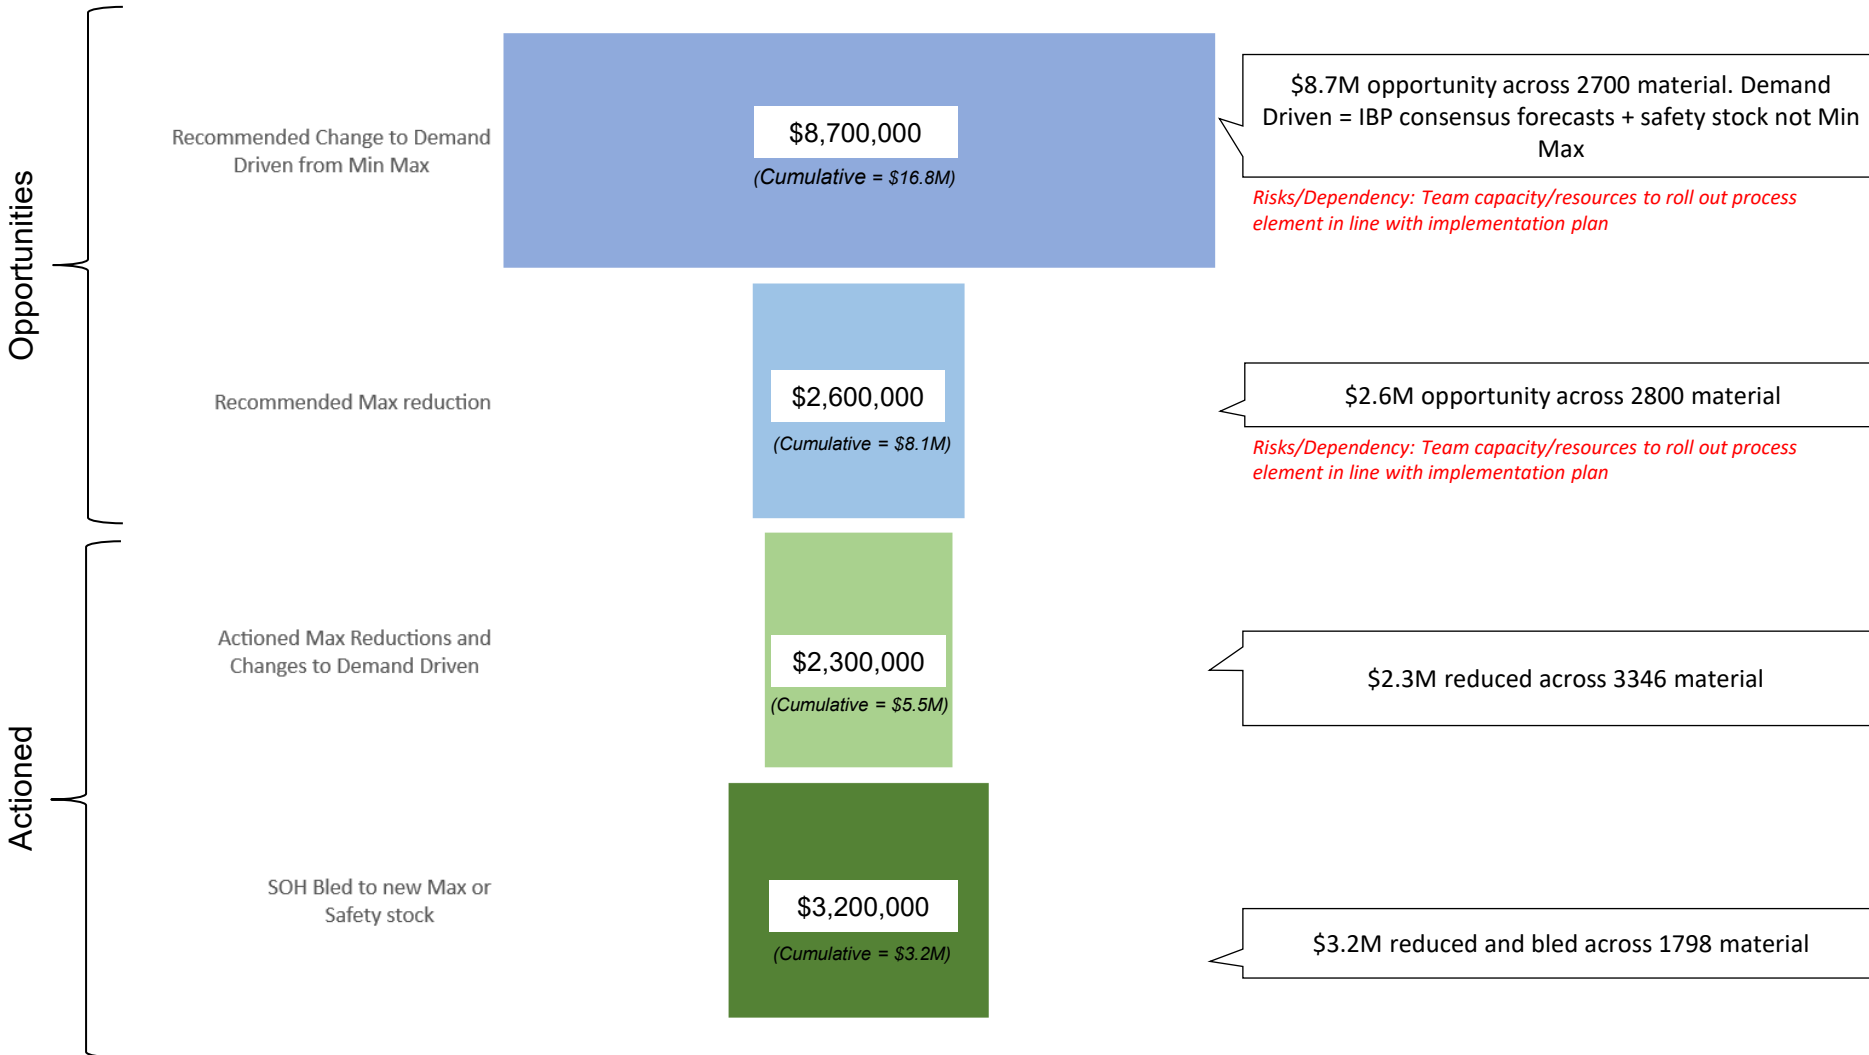 Opportunities
Recommended Change to Demand
Driven from Min Max
$8,700,000
(Cumulative = $16.8M)
$8.7M opportunity across 2700 material. Demand
Driven = IBP consensus forecasts + safety stock not Min
Max
Risks/Dependency: Team capacity/resources to roll out process
element in line with implementation plan
Recommended Max reduction
$2,600,000
(Cumulative = $8.1M)
$2.6M opportunity across 2800 material
Risks/Dependency: Team capacity/resources to roll out process
element in line with implementation plan
Actioned
Actioned Max Reductions and
Changes to Demand Driven
$2,300,000
(Cumulative = $5.5M)
$2.3M reduced across 3346 material
SOH Bled to new Max or
Safety stock
$3,200,000
(Cumulative = $3.2M)
$3.2M reduced and bled across 1798 material